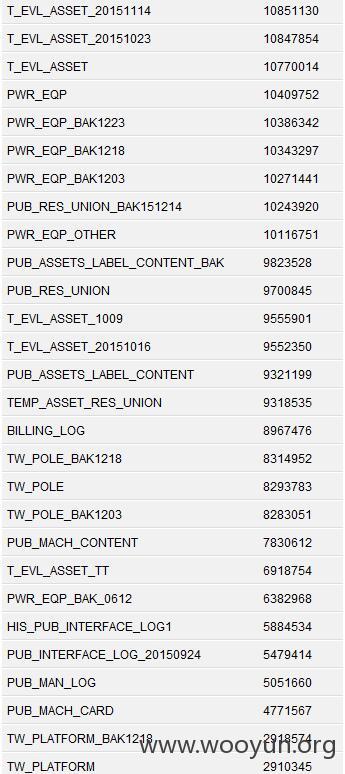 T_EVL_ASSET_20151114 10851130
T_EVL_ASSET_20151023 10847854
T_EVL_ASSET 10770014
PWR_EQP 10409752
PWR_EQP_BAK1223 10386342
PWR_EQP_BAK1218 10343297
PWR_EQP_BAK1203 10271441
PUB_RES_UNION_BAK151214 10243920
PWR_EQP_OTHER 10116751
PUB_ASSETS_LABEL_CONTENT_BAK 9823528
PUB_RES_UNION 9700845
T_EVL_ASSET_1009 9555901
T_EVL_ASSET_20151016 9552350
PUB_ASSETS_LABEL_CONTENT 9321199
TEMP_ASSET_RES_UNION 9318535
BILLING_LOG 8967476
TW_POLE_BAK1218 8314952
TW_POLE 8293783
TW_POLE_BAK1203 8283051
PUB_MACH_CONTENT 7830612
T_EVL_ASSET_TT 6918754
PWR_EQP_BAK_0612 6382968
HIS_PUB_INTERFACE_LOG1 5884534
PUB_INTERFACE_LOG_20150924 5479414
PUB_MAN_LOG 5051660
PUB_MACH_CARD 4771567
TW_PLATFORM_BAK1218 2918574
www.wooyun.org
TW_PLATFORM 2910345